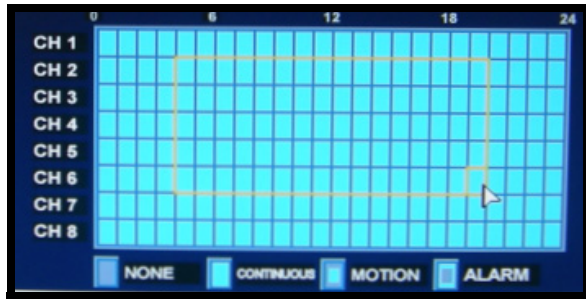 0 6 12 18 24
CH 1
CH 2
CH 3
CH 4
CH 5
CH 6
CH 7
CH 8
NONE CONTINUOUS MOTION ALARM